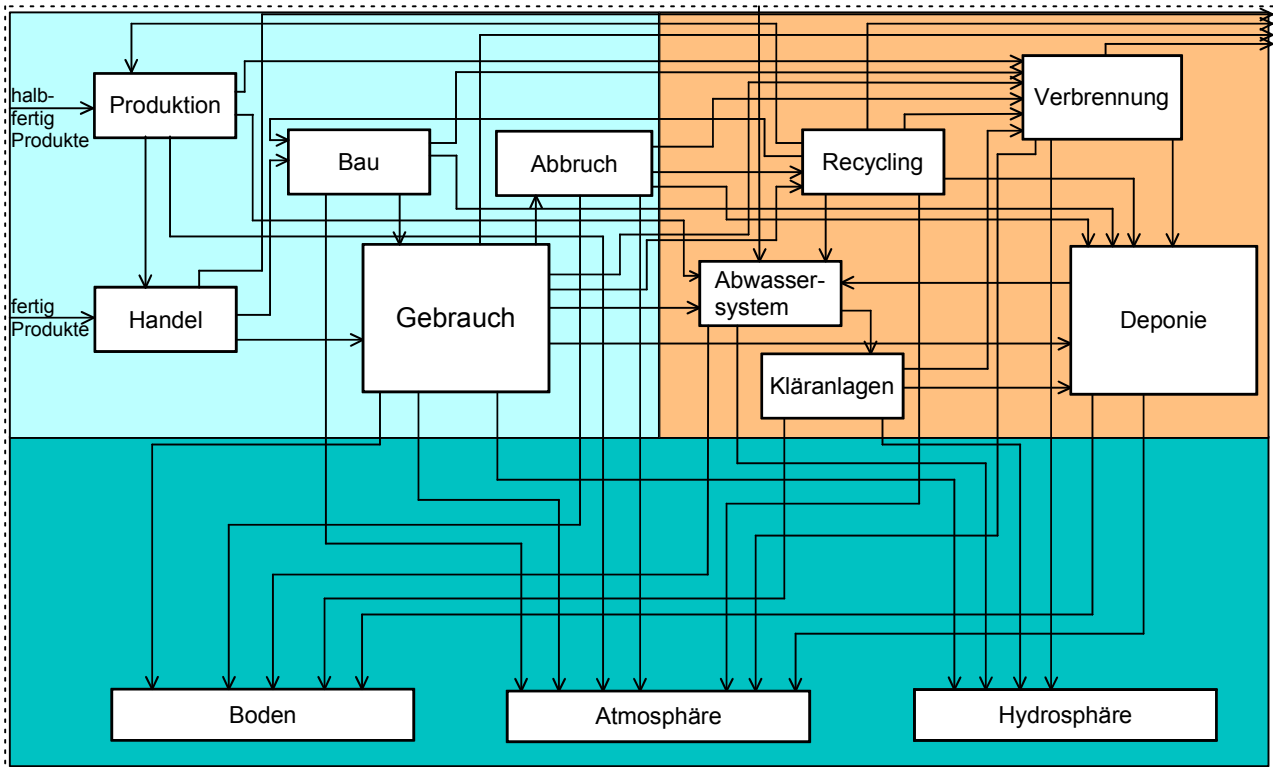 halb-
fertig
Produkte
Produktion
Verbrennung
Bau
Abbruch
Recycling
Abwasser-
system
fertig
Produkte
Handel
Gebrauch
Deponie
Kläranlagen
Boden
Atmosphäre
Hydrosphäre